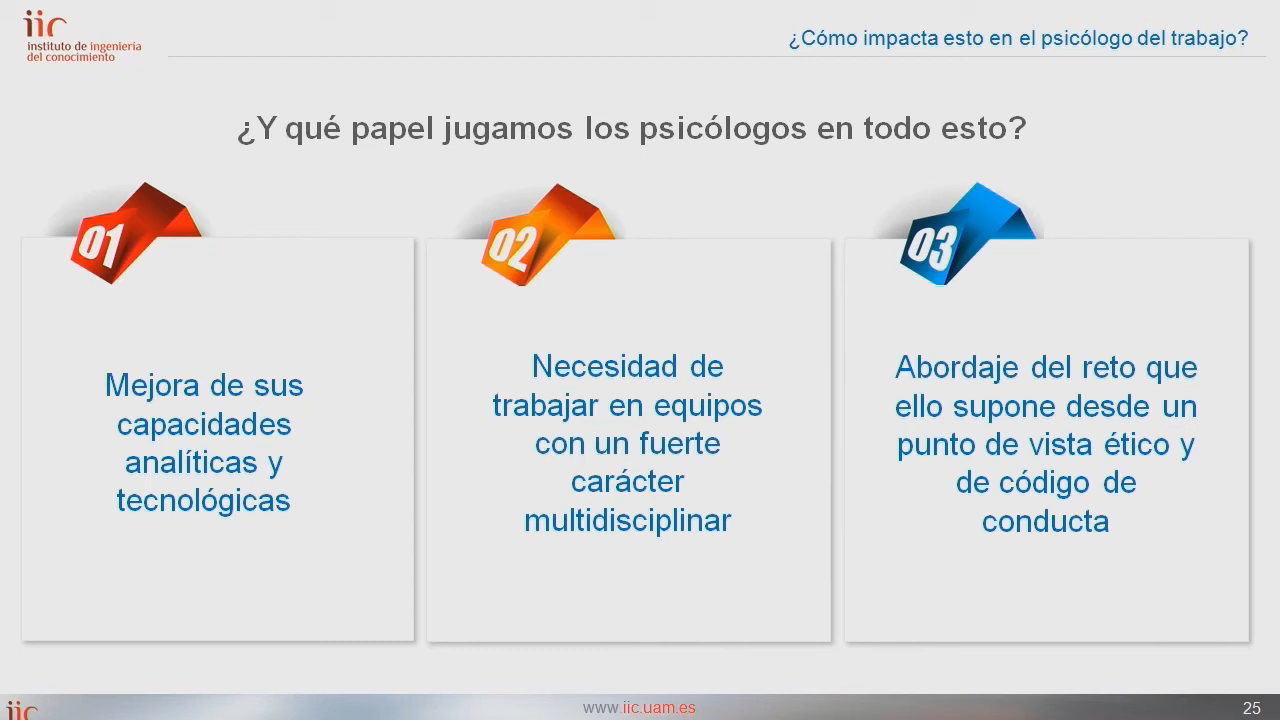 iic
instituto de ingeniería
del conocimiento
¿Cómo impacta esto en el psicólogo del trabajo?
¿Y qué papel jugamos los psicólogos en todo esto?
01
Mejora de sus
capacidades
analíticas y
tecnológicas
02
Necesidad de
trabajar en equipos
con un fuerte
carácter
multidisciplinar
03
Abordaje del reto que
ello supone desde un
punto de vista ético y
de código de
conducta
iic
www.iic.uam.es
25